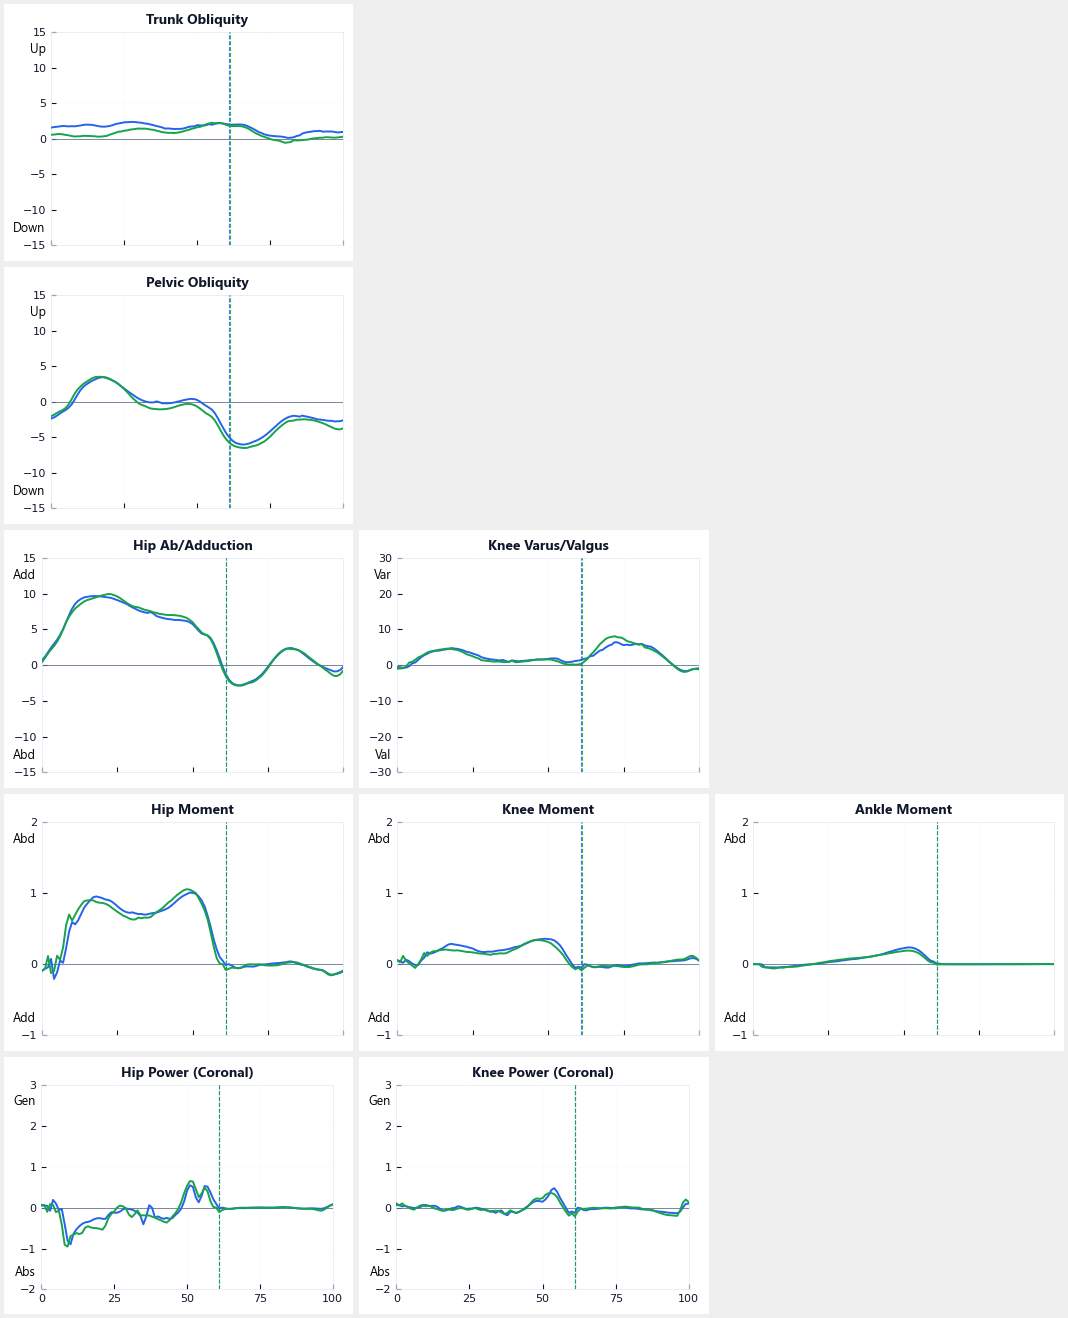 Trunk Obliquity
15
Up
10
5
0
−5
−10
Down
−15
Pelvic Obliquity
15
Up
10
5
0
−5
−10
Down
−15
Hip Ab/Adduction
15
Add
10
5
0
−5
−10
Abd
−15
Knee Varus/Valgus
30
Var
20
10
0
−10
−20
Val
−30
Hip Moment
2
Abd
1
0
Add
−1
Knee Moment
2
Abd
1
0
Add
−1
Ankle Moment
2
Abd
1
0
Add
−1
Hip Power (Coronal)
3
Gen
2
1
0
−1
Abs
−2
0 25 50 75 100
Knee Power (Coronal)
3
Gen
2
1
0
−1
Abs
−2
0 25 50 75 100